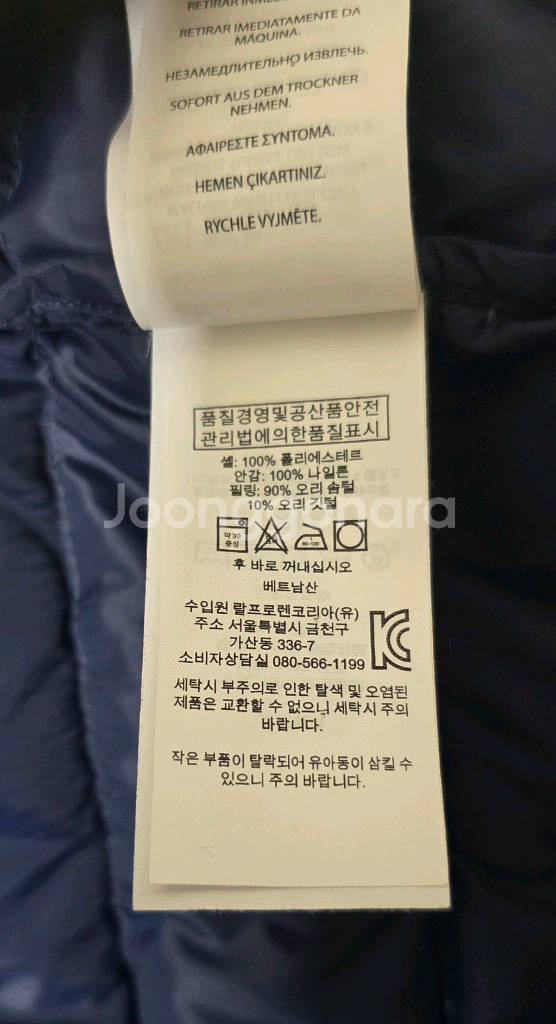 RETIRAR IMEDIATAMENTE DA
MÁQUINA.
НЕЗАМЕДЛИТЕЛЬНО ИЗВЛЕЧЬ.
SOFORT AUS DEM TROCKNER
NEHMEN.
ΑΦΑΙΡΕΣΤΕ ΣΥΝΤΟΜΑ.
HEMEN ÇIKARTINIZ.
RYCHLE VYJMĚTE.
품질경영및공산품안전
관리법에의한품질표시
쉘: 100% 폴리에스테르
안감: 100% 나일론
필링: 90% 오리 솜털
10% 오리 깃털
Joonggonara
약 30
중성
80~120
후 바로 꺼내십시오
베트남산
수입원 랄프로렌코리아(유)
주소 서울특별시 금천구
가산동 336-7
소비자상담실 080-566-1199
세탁시 부주의로 인한 탈색 및 오염된
제품은 교환할 수 없으니 세탁시 주의
바랍니다.
작은 부품이 탈락되어 유아동이 삼킬 수
있으니 주의 바랍니다.